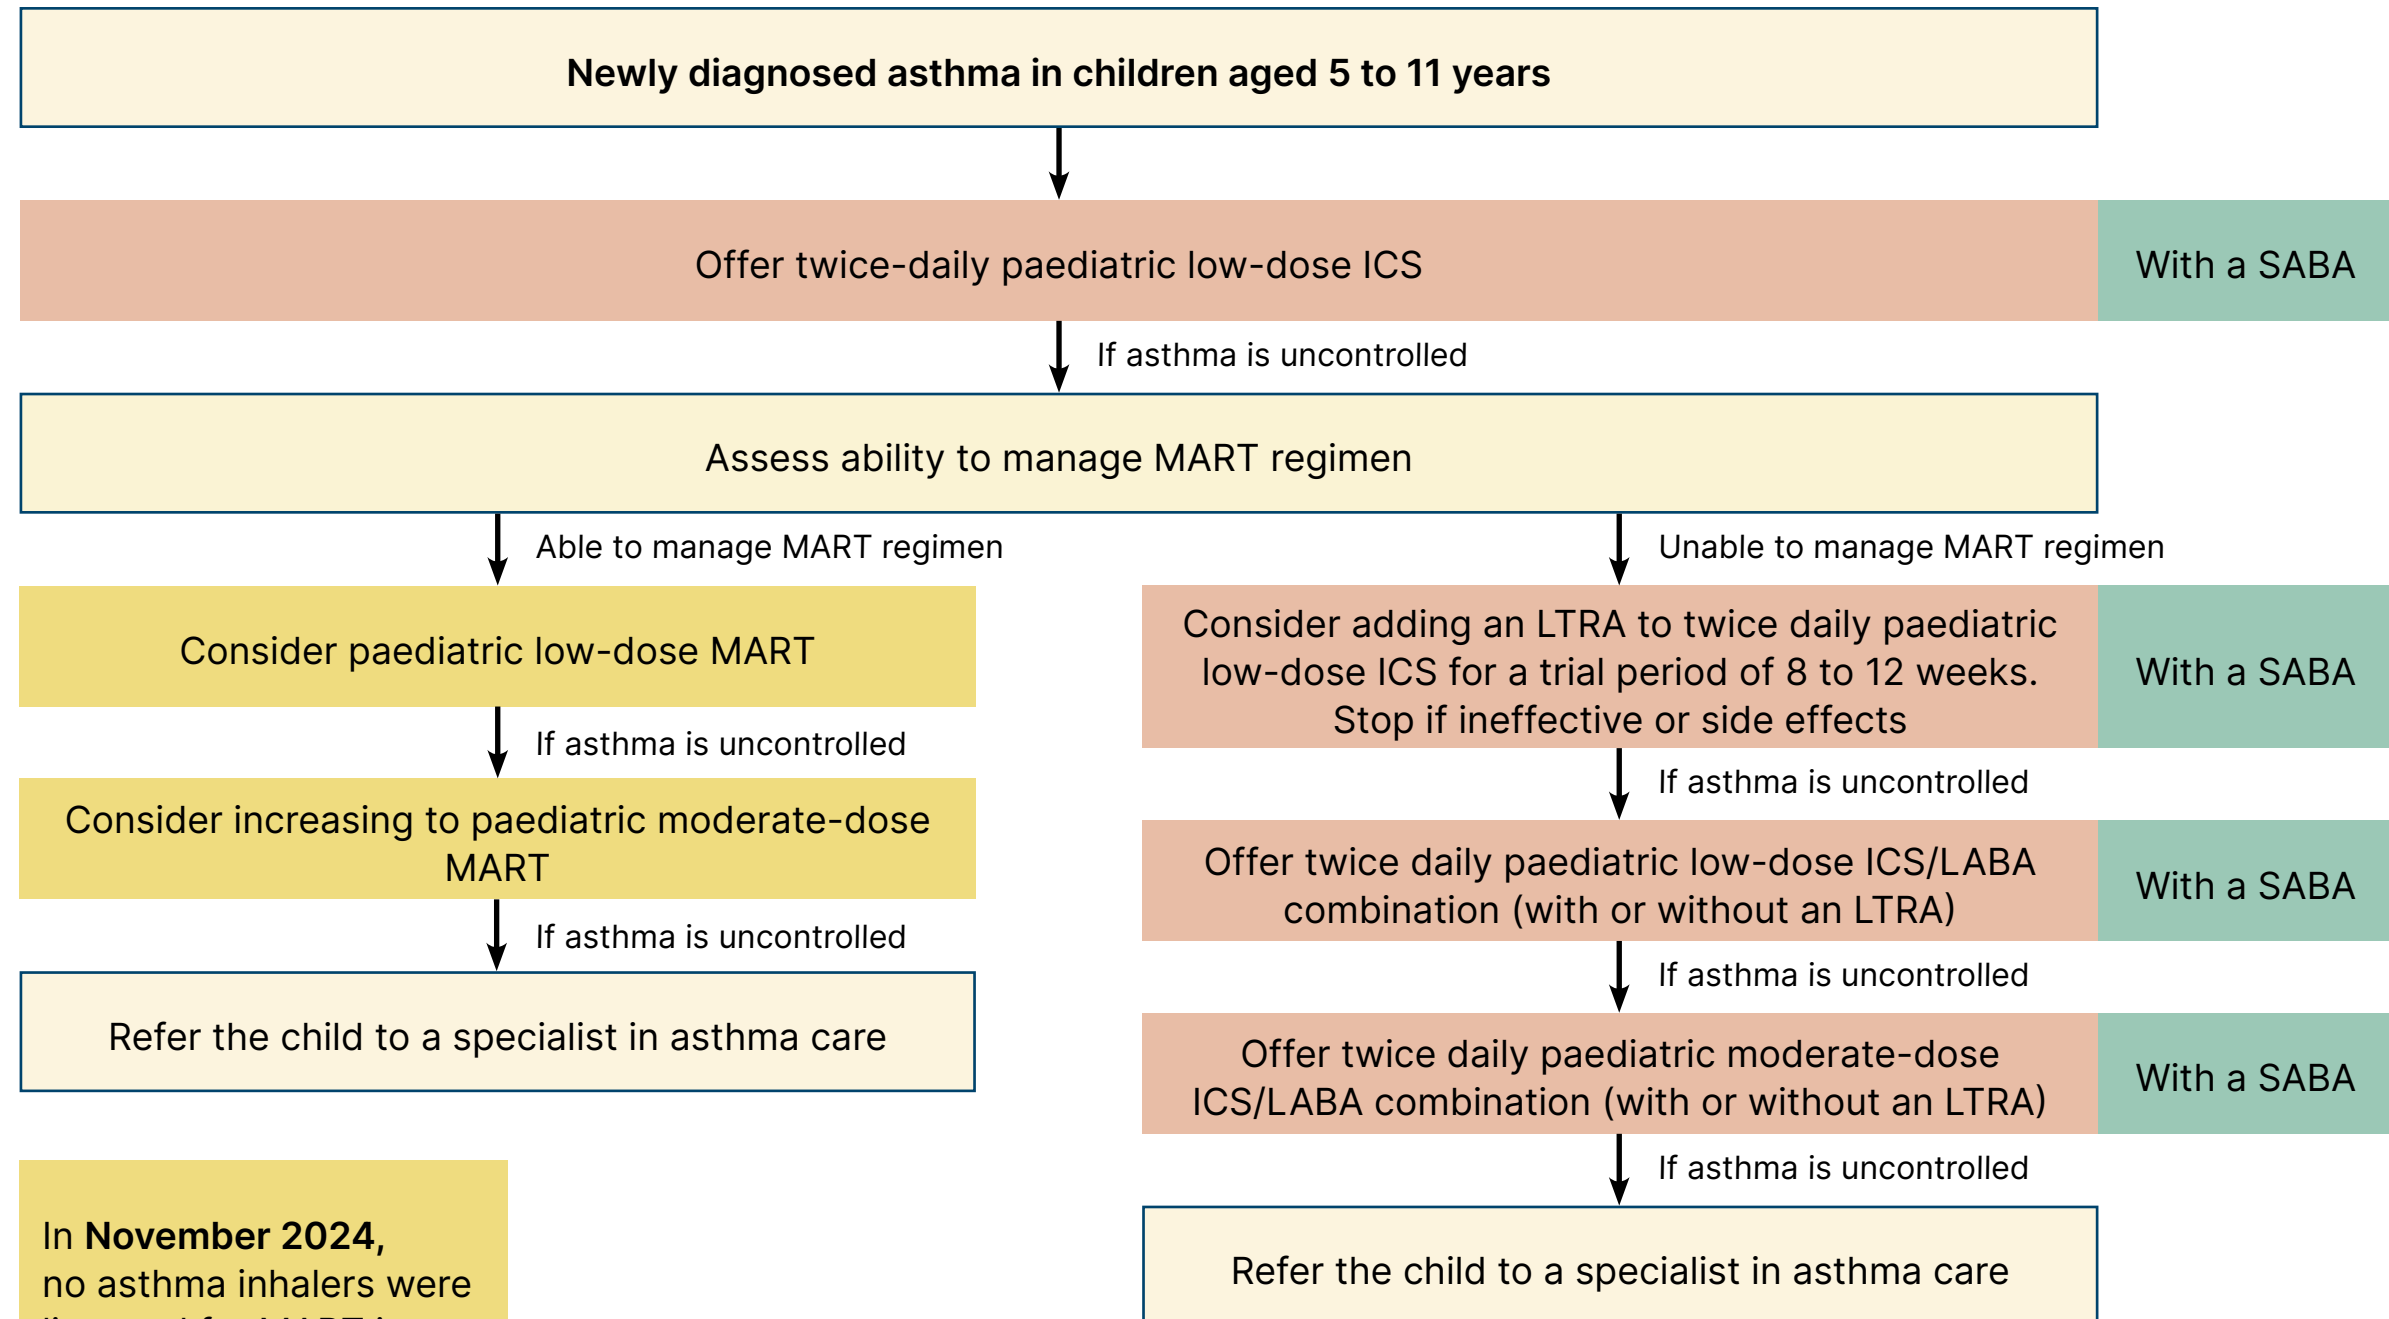 Newly diagnosed asthma in children aged 5 to 11 years
Offer twice-daily paediatric low-dose ICS
With a SABA
If asthma is uncontrolled
Assess ability to manage MART regimen
Able to manage MART regimen
Consider paediatric low-dose MART
If asthma is uncontrolled
Consider increasing to paediatric moderate-dose
MART
If asthma is uncontrolled
Refer the child to a specialist in asthma care
Unable to manage MART regimen
Consider adding an LTRA to twice daily paediatric
low-dose ICS for a trial period of 8 to 12 weeks.
Stop if ineffective or side effects
With a SABA
If asthma is uncontrolled
Offer twice daily paediatric low-dose ICS/LABA
combination (with or without an LTRA)
With a SABA
If asthma is uncontrolled
Offer twice daily paediatric moderate-dose
ICS/LABA combination (with or without an LTRA)
With a SABA
If asthma is uncontrolled
Refer the child to a specialist in asthma care
In November 2024,
no asthma inhalers were